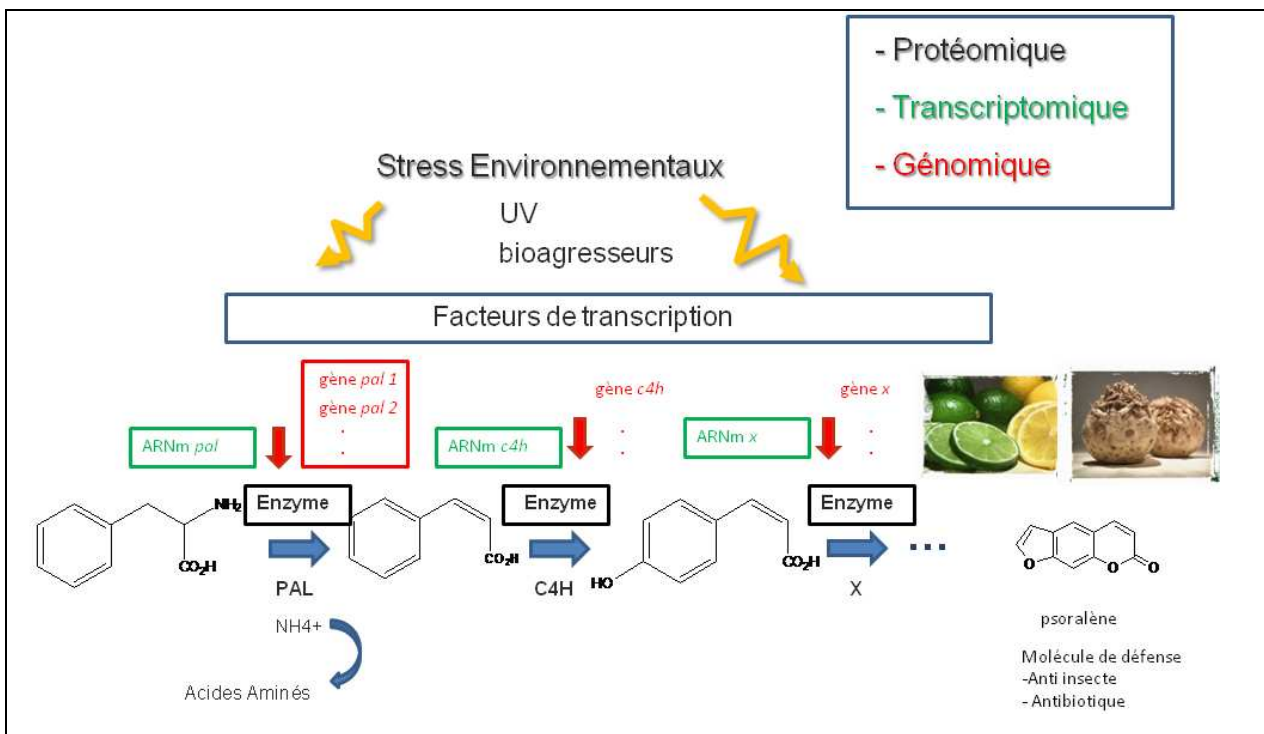 - Protéomique
- Transcriptomique
- Génomique
Stress Environnementaux
UV
bioagresseurs
Facteurs de transcription
gène pal 1
gène pal 2
:
ARNm pal
gène c4h
:
ARNm c4h
gène x
:
ARNm x
NH2
CO2H
Enzyme
PAL
NH4+
Acides Aminés
CO2H
Enzyme
C4H
HO
CO2H
Enzyme
X
...
O
O
O
psoralène
Molécule de défense
-Anti insecte
- Antibiotique